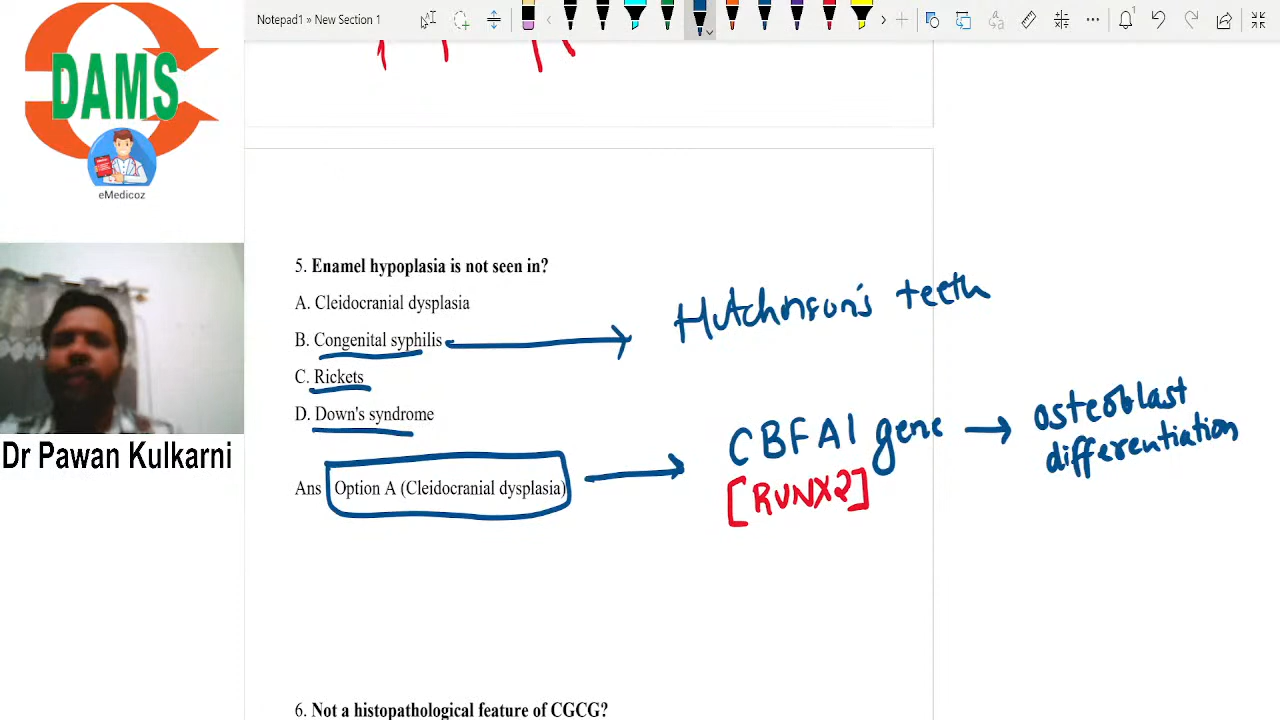 Notepad1 » New Section 1
DAMS
eMedicoz
5. Enamel hypoplasia is not seen in?
A. Cleidocranial dysplasia
B. Congenital syphilis
Hutchinson's teeth
C. Rickets
D. Down's syndrome
CBFA1 gene
osteoblast
differentiation
Dr Pawan Kulkarni
Ans Option A (Cleidocranial dysplasia)
[RUNX2]
6. Not a histopathological feature of CGCG?